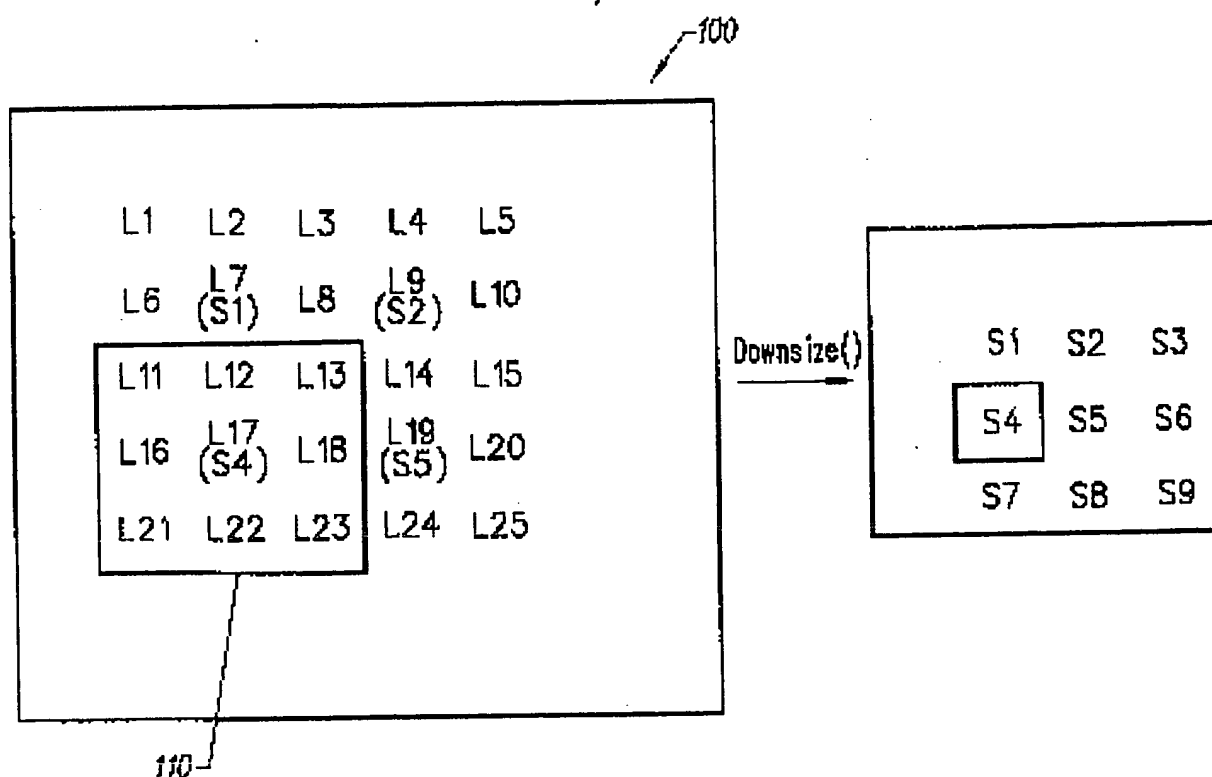 100
L1 L2 L3 L4 L5
L6 L7 L8 L9 L10
(S1) (S2)
L11 L12 L13 L14 L15
L16 L17 L18 L19 L20
(S4) (S5)
L21 L22 L23 L24 L25
110
Downsize()
S1 S2 S3
S4 S5 S6
S7 S8 S9